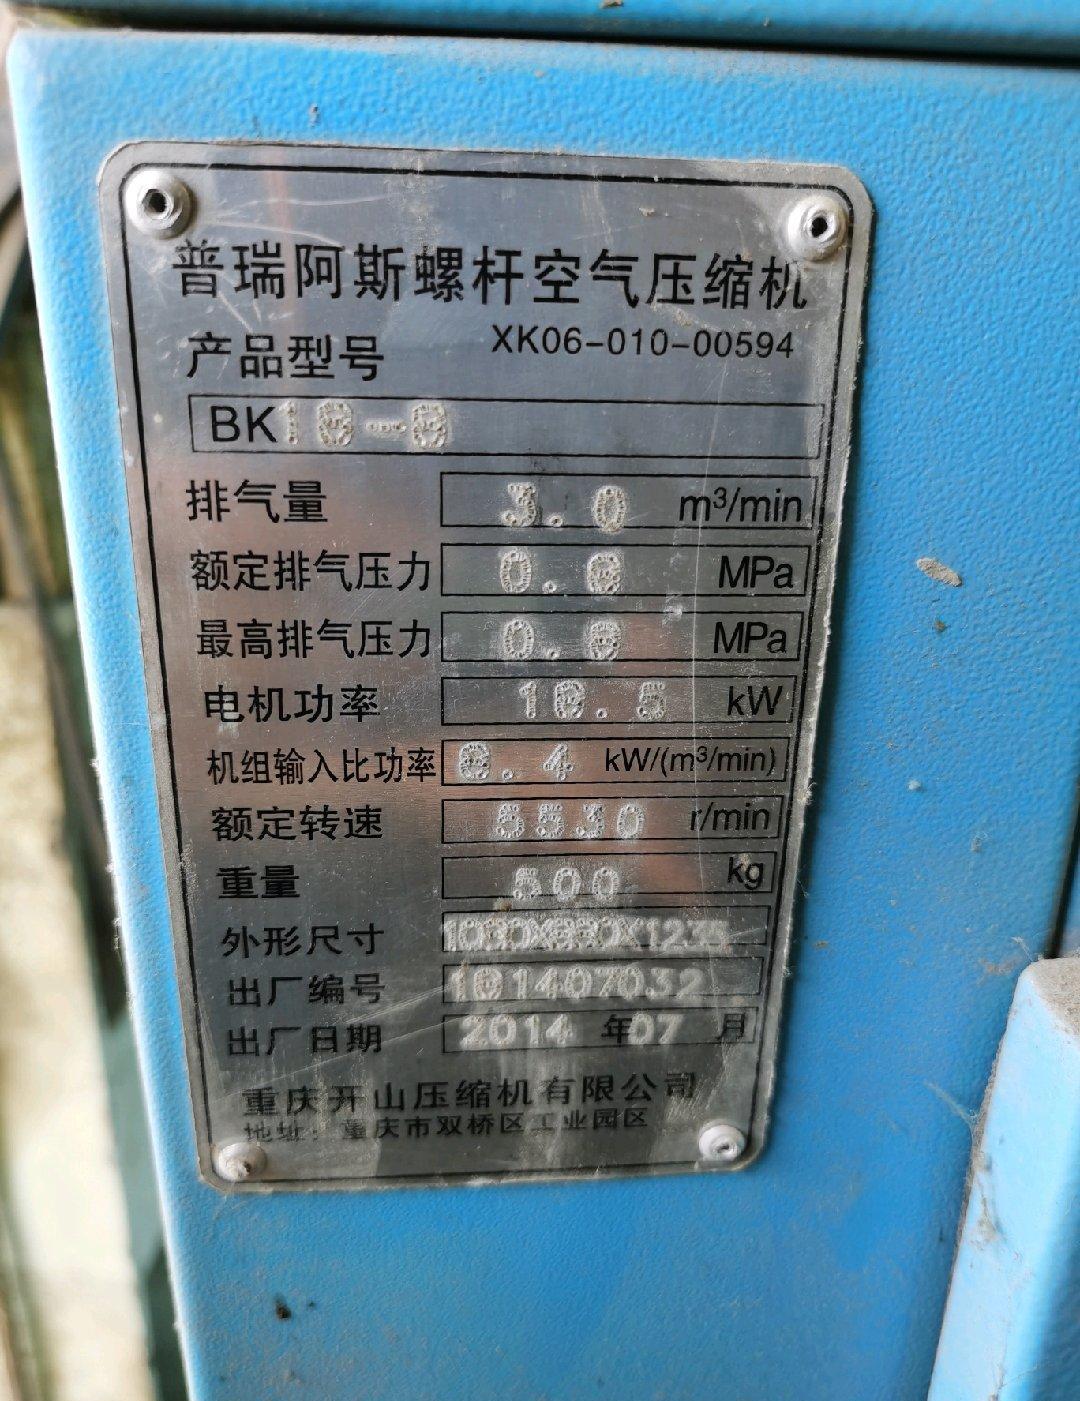 普瑞阿斯螺杆空气压缩机
产品型号 XK06-010-00594
BK18-8
排气量 3.0 m³/min
额定排气压力 0.8 MPa
最高排气压力 0.8 MPa
电机功率 18.5 kW
机组输入比功率 8.4 kW/(m³/min)
额定转速 5530 r/min
重量 500 kg
外形尺寸
出厂编号
出厂日期 2014 年07 月
重庆开山压缩机有限公司
地址：重庆市双桥区工业园区